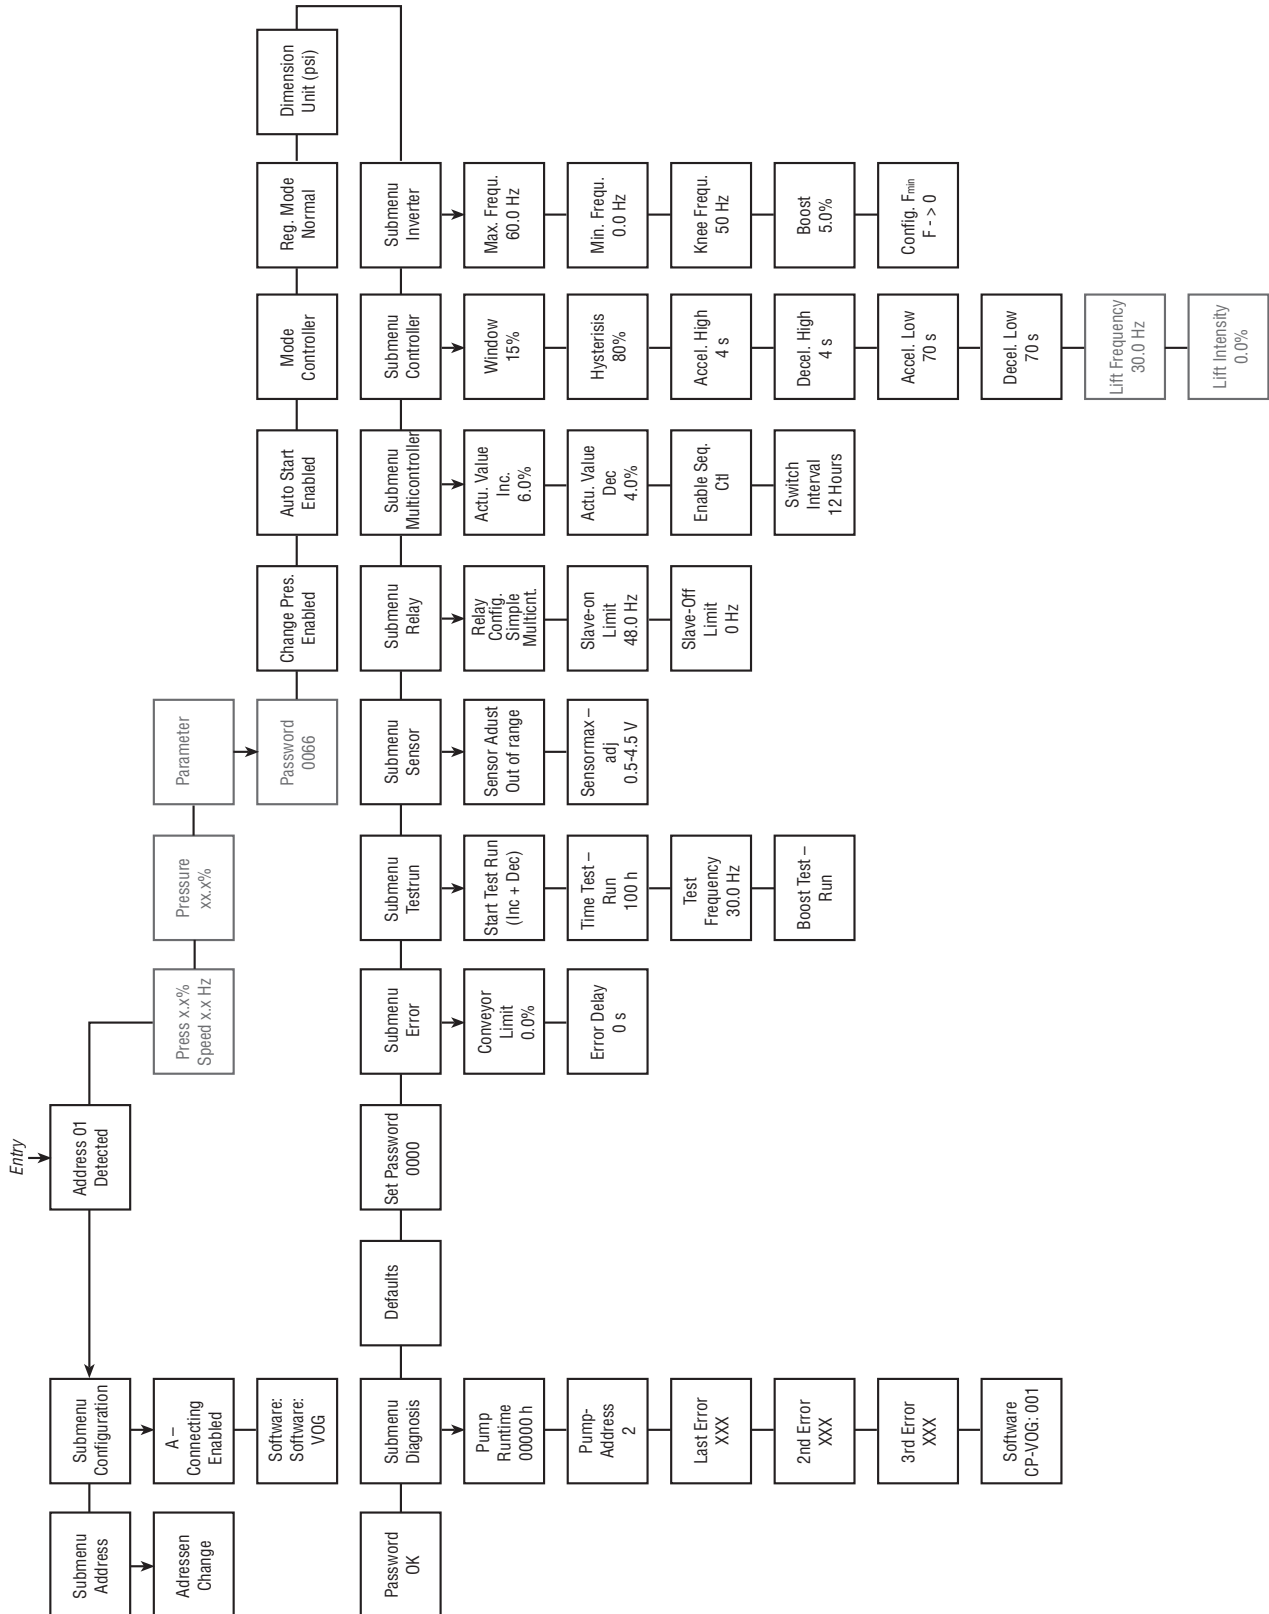 Entry
Submenu
Address
Submenu
Configuration
Address 01
Detected
Adressen
Change
A –
Connecting
Enabled
Press x.x%
Speed x.x Hz
Pressure
xx.x%
Parameter
Software:
Software:
VOG
Password
0066
Change Pres.
Enabled
Auto Start
Enabled
Mode
Controller
Reg. Mode
Normal
Dimension
Unit (psi)
Password
OK
Submenu
Diagnosis
Defaults
Set Password
0000
Submenu
Error
Submenu
Testrun
Submenu
Sensor
Submenu
Relay
Submenu
Multicontroller
Submenu
Controller
Submenu
Inverter
Pump
Runtime
00000 h
Conveyor
Limit
0.0%
Start Test Run
(Inc + Dec)
Sensor Adust
Out of range
Relay
Config.
Simple
Multicnt.
Actu. Value
Inc.
6.0%
Window
15%
Max. Frequ.
60.0 Hz
Pump-
Address
2
Error Delay
0 s
Time Test –
Run
100 h
Sensormax –
adj
0.5-4.5 V
Slave-on
Limit
48.0 Hz
Actu. Value
Dec
4.0%
Hysterisis
80%
Min. Frequ.
0.0 Hz
Last Error
XXX
Test
Frequency
30.0 Hz
Slave-Off
Limit
0 Hz
Enable Seq.
Ctl
Accel. High
4 s
Knee Frequ.
50 Hz
2nd Error
XXX
Boost Test –
Run
Switch
Interval
12 Hours
Decel. High
4 s
Boost
5.0%
3rd Error
XXX
Accel. Low
70 s
Config. Fmin
F - > 0
Software
CP-VOG: 001
Decel. Low
70 s
Lift Frequency
30.0 Hz
Lift Intensity
0.0%